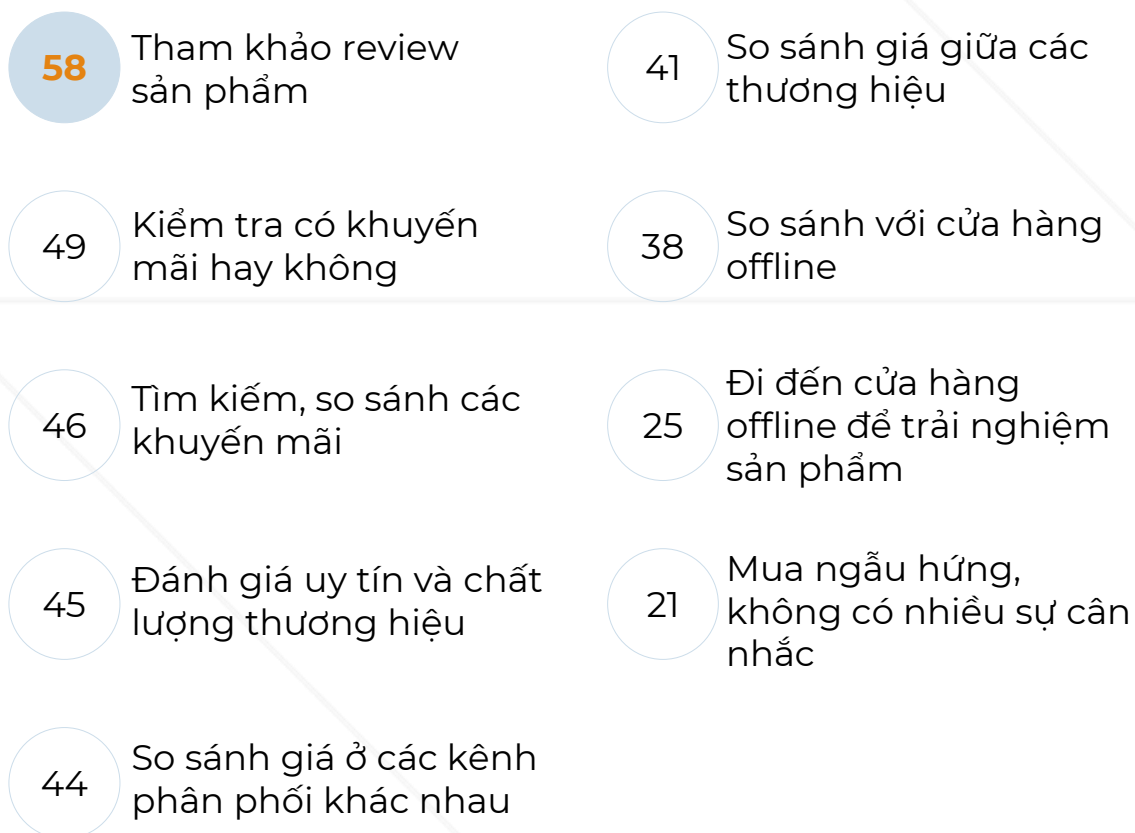 58
Tham khảo review
sản phẩm
49
Kiểm tra có khuyến
mãi hay không
46
Tìm kiếm, so sánh các
khuyến mãi
45
Đánh giá uy tín và chất
lượng thương hiệu
44
So sánh giá ở các kênh
phân phối khác nhau
41
So sánh giá giữa các
thương hiệu
38
So sánh với cửa hàng
offline
25
Đi đến cửa hàng
offline để trải nghiệm
sản phẩm
21
Mua ngẫu hứng,
không có nhiều sự cân
nhắc